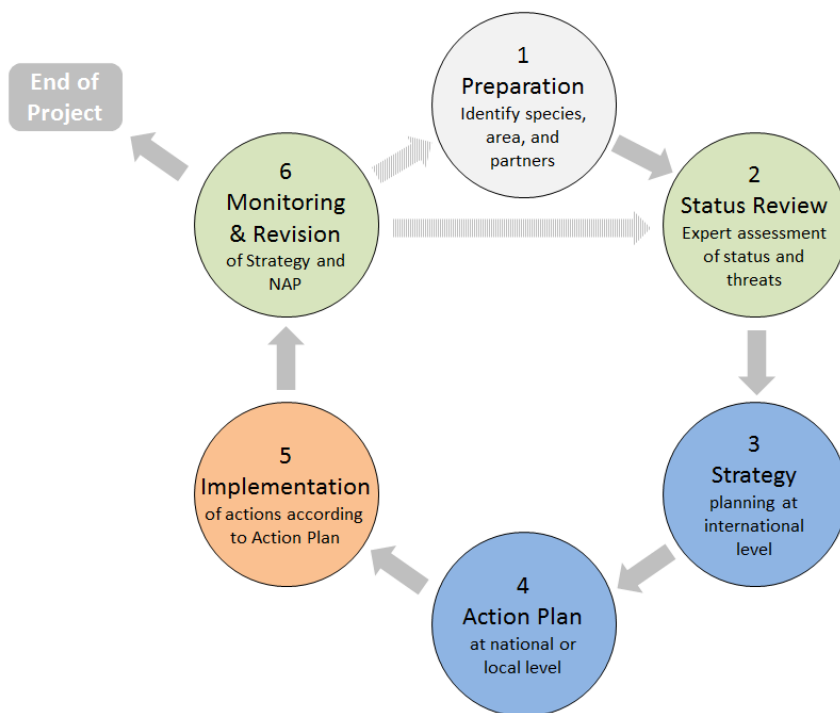 End of
Project
1
Preparation
Identify species,
area, and
partners
2
Status Review
Expert assessment
of status and
threats
3
Strategy
planning at
international
level
4
Action Plan
at national or
local level
5
Implementation
of actions according
to Action Plan
6
Monitoring
& Revision
of Strategy and
NAP